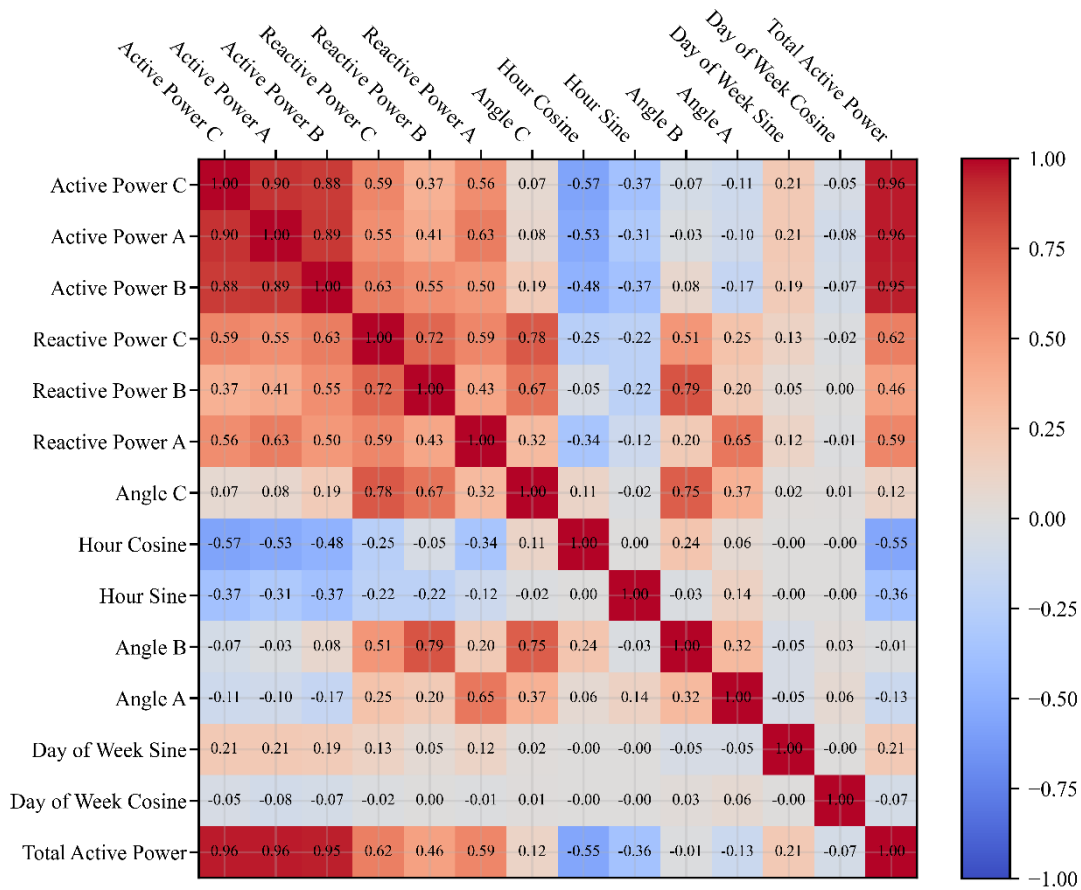 Active Power C
Active Power A
Active Power B
Reactive Power C
Reactive Power B
Reactive Power A
Angle C
Hour Cosine
Hour Sine
Angle B
Angle A
Day of Week Sine
Day of Week Cosine
Total Active Power
Active Power C 1.00 0.90 0.88 0.59 0.37 0.56 0.07 -0.57 -0.37 -0.07 -0.11 0.21 -0.05 0.96
Active Power A 0.90 1.00 0.89 0.55 0.41 0.63 0.08 -0.53 -0.31 -0.03 -0.10 0.21 -0.08 0.96
Active Power B 0.88 0.89 1.00 0.63 0.55 0.50 0.19 -0.48 -0.37 0.08 -0.17 0.19 -0.07 0.95
Reactive Power C 0.59 0.55 0.63 1.00 0.72 0.59 0.78 -0.25 -0.22 0.51 0.25 0.13 -0.02 0.62
Reactive Power B 0.37 0.41 0.55 0.72 1.00 0.43 0.67 -0.05 -0.22 0.79 0.20 0.05 0.00 0.46
Reactive Power A 0.56 0.63 0.50 0.59 0.43 1.00 0.32 -0.34 -0.12 0.20 0.65 0.12 -0.01 0.59
Angle C 0.07 0.08 0.19 0.78 0.67 0.32 1.00 0.11 -0.02 0.75 0.37 0.02 0.01 0.12
Hour Cosine -0.57 -0.53 -0.48 -0.25 -0.05 -0.34 0.11 1.00 0.00 0.24 0.06 -0.00 -0.00 -0.55
Hour Sine -0.37 -0.31 -0.37 -0.22 -0.22 -0.12 -0.02 0.00 1.00 -0.03 0.14 -0.00 -0.00 -0.36
Angle B -0.07 -0.03 0.08 0.51 0.79 0.20 0.75 0.24 -0.03 1.00 0.32 -0.05 0.03 -0.01
Angle A -0.11 -0.10 -0.17 0.25 0.20 0.65 0.37 0.06 0.14 0.32 1.00 -0.05 0.06 -0.13
Day of Week Sine 0.21 0.21 0.19 0.13 0.05 0.12 0.02 -0.00 -0.00 -0.05 -0.05 1.00 -0.00 0.21
Day of Week Cosine -0.05 -0.08 -0.07 -0.02 0.00 -0.01 0.01 -0.00 -0.00 0.03 0.06 -0.00 1.00 -0.07
Total Active Power 0.96 0.96 0.95 0.62 0.46 0.59 0.12 -0.55 -0.36 -0.01 -0.13 0.21 -0.07 1.00
1.00
0.75
0.50
0.25
0.00
−0.25
−0.50
−0.75
−1.00